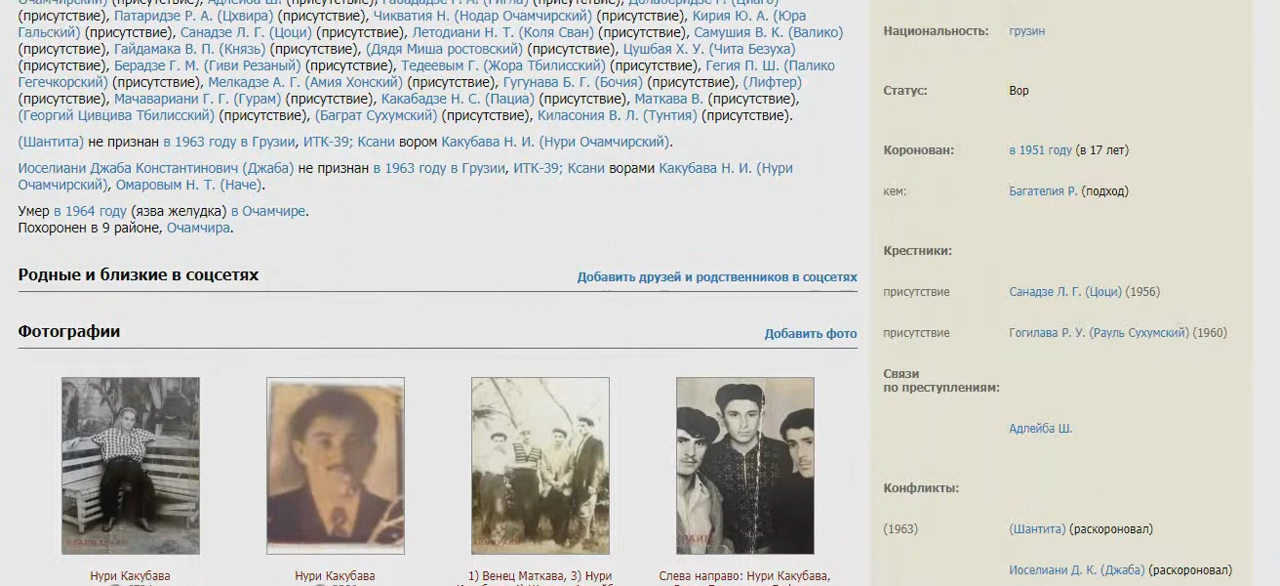 (присутствие), Патаридзе Р. А. (Цхвира) (присутствие), Чикватия Н. (Нодар Очамчирский) (присутствие), Кирия Ю. А. (Юра
Гальский) (присутствие), Санадзе Л. Г. (Цоци) (присутствие), Летодиани Н. Т. (Коля Сван) (присутствие), Самушия В. К. (Валико)
(присутствие), Гайдамака В. П. (Князь) (присутствие), (Дядя Миша ростовский) (присутствие), Цушбая Х. У. (Чита Безуха)
(присутствие), Берадзе Г. М. (Гиви Резаный) (присутствие), Тедеевым Г. (Жора Тбилисский) (присутствие), Гегия П. Ш. (Палико
Гегечкорский) (присутствие), Мелкадзе А. Г. (Амия Хонский) (присутствие), Гугунава Б. Г. (Бочия) (присутствие), (Лифтер)
(присутствие), Мачавариани Г. Г. (Гурам) (присутствие), Какабадзе Н. С. (Пациа) (присутствие), Маткава В. (присутствие),
(Георгий Цивцива Тбилисский) (присутствие), (Баграт Сухумский) (присутствие), Киласония В. Л. (Тунтия) (присутствие).
(Шантита) не признан в 1963 году в Грузии, ИТК-39; Ксани вором Какубава Н. И. (Нури Очамчирский).
Иоселиани Джаба Константинович (Джаба) не признан в 1963 году в Грузии, ИТК-39; Ксани ворами Какубава Н. И. (Нури
Очамчирский), Омаровым Н. Т. (Наче).
Умер в 1964 году (язва желудка) в Очамчире.
Похоронен в 9 районе, Очамчира.
Родные и близкие в соцсетях
Добавить друзей и родственников в соцсетях
Фотографии
Добавить фото
Нури Какубава
Нури Какубава
1) Венец Маткава, 3) Нури
Слева направо: Нури Какубава,
Национальность: грузин
Статус: Вор
Коронован: в 1951 году (в 17 лет)
кем: Багателия Р. (подход)
Крестники:
присутствие Санадзе Л. Г. (Цоци) (1956)
присутствие Гогилава Р. У. (Рауль Сухумский) (1960)
Связи
по преступлениям:
Адлейба Ш.
Конфликты:
(1963) (Шантита) (раскороновал)
Иоселиани Д. К. (Джаба) (раскороновал)